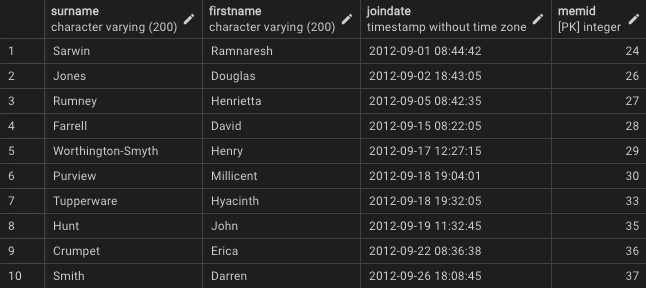 surname firstname joindate memid
character varying (200) character varying (200) timestamp without time zone [PK] integer
1 Sarwin Ramnaresh 2012-09-01 08:44:42 24
2 Jones Douglas 2012-09-02 18:43:05 26
3 Rumney Henrietta 2012-09-05 08:42:35 27
4 Farrell David 2012-09-15 08:22:05 28
5 Worthington-Smyth Henry 2012-09-17 12:27:15 29
6 Purview Millicent 2012-09-18 19:04:01 30
7 Tupperware Hyacinth 2012-09-18 19:32:05 33
8 Hunt John 2012-09-19 11:32:45 35
9 Crumpet Erica 2012-09-22 08:36:38 36
10 Smith Darren 2012-09-26 18:08:45 37